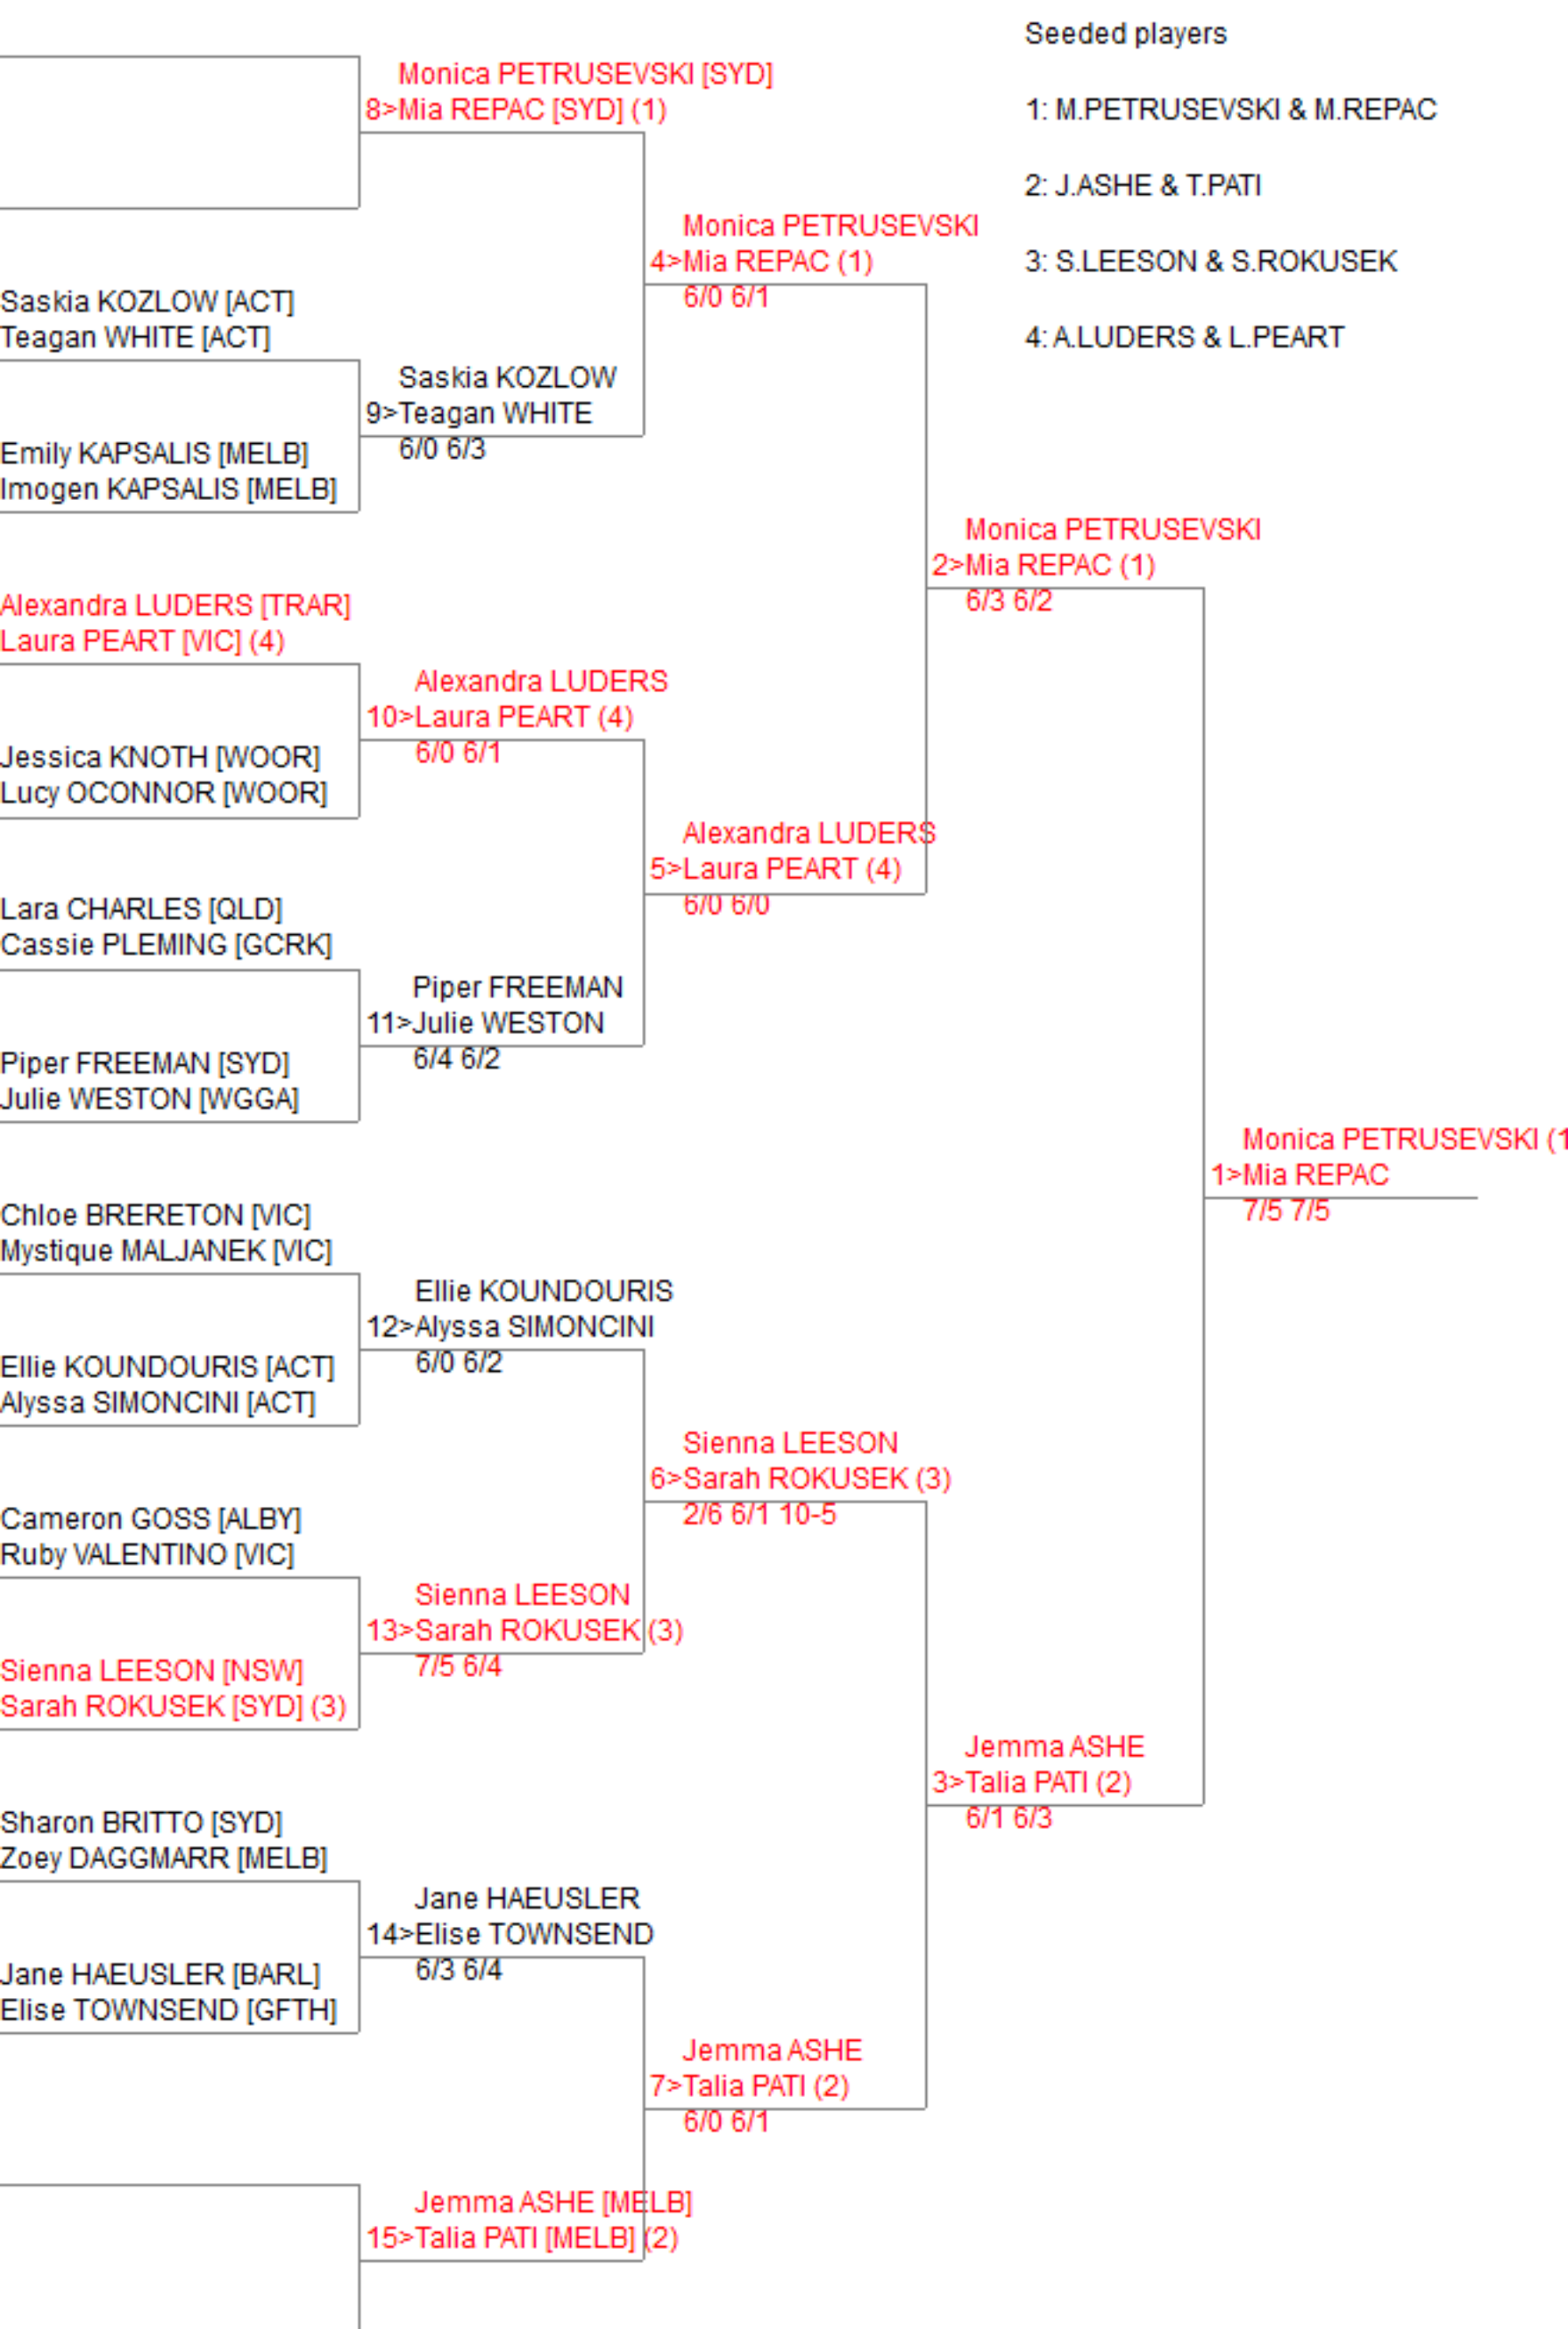 Seeded players
1: M.PETRUSEVSKI & M.REPAC
2: J.ASHE & T.PATI
3: S.LEESON & S.ROKUSEK
4: A.LUDERS & L.PEART
Saskia KOZLOW [ACT]
Teagan WHITE [ACT]
Emily KAPSALIS [MELB]
Imogen KAPSALIS [MELB]
Alexandra LUDERS [TRAR]
Laura PEART [VIC] (4)
Jessica KNOTH [WOOR]
Lucy OCONNOR [WOOR]
Lara CHARLES [QLD]
Cassie PLEMING [GCRK]
Piper FREEMAN [SYD]
Julie WESTON [WGGA]
Chloe BRERETON [VIC]
Mystique MALJANEK [VIC]
Ellie KOUNDOURIS [ACT]
Alyssa SIMONCINI [ACT]
Cameron GOSS [ALBY]
Ruby VALENTINO [VIC]
Sienna LEESON [NSW]
Sarah ROKUSEK [SYD] (3)
Sharon BRITTO [SYD]
Zoey DAGGMARR [MELB]
Jane HAEUSLER [BARL]
Elise TOWNSEND [GFTH]
Monica PETRUSEVSKI [SYD]
8>Mia REPAC [SYD] (1)
Saskia KOZLOW
9>Teagan WHITE
6/0 6/3
Alexandra LUDERS
10>Laura PEART (4)
6/0 6/1
Piper FREEMAN
11>Julie WESTON
6/4 6/2
Ellie KOUNDOURIS
12>Alyssa SIMONCINI
6/0 6/2
Sienna LEESON
13>Sarah ROKUSEK (3)
7/5 6/4
Jane HAEUSLER
14>Elise TOWNSEND
6/3 6/4
Jemma ASHE [MELB]
15>Talia PATI [MELB] (2)
Monica PETRUSEVSKI
4>Mia REPAC (1)
6/0 6/1
Alexandra LUDERS
5>Laura PEART (4)
6/0 6/0
Sienna LEESON
6>Sarah ROKUSEK (3)
2/6 6/1 10-5
Jemma ASHE
7>Talia PATI (2)
6/0 6/1
Monica PETRUSEVSKI
2>Mia REPAC (1)
6/3 6/2
Jemma ASHE
3>Talia PATI (2)
6/1 6/3
Monica PETRUSEVSKI (1
1>Mia REPAC
7/5 7/5